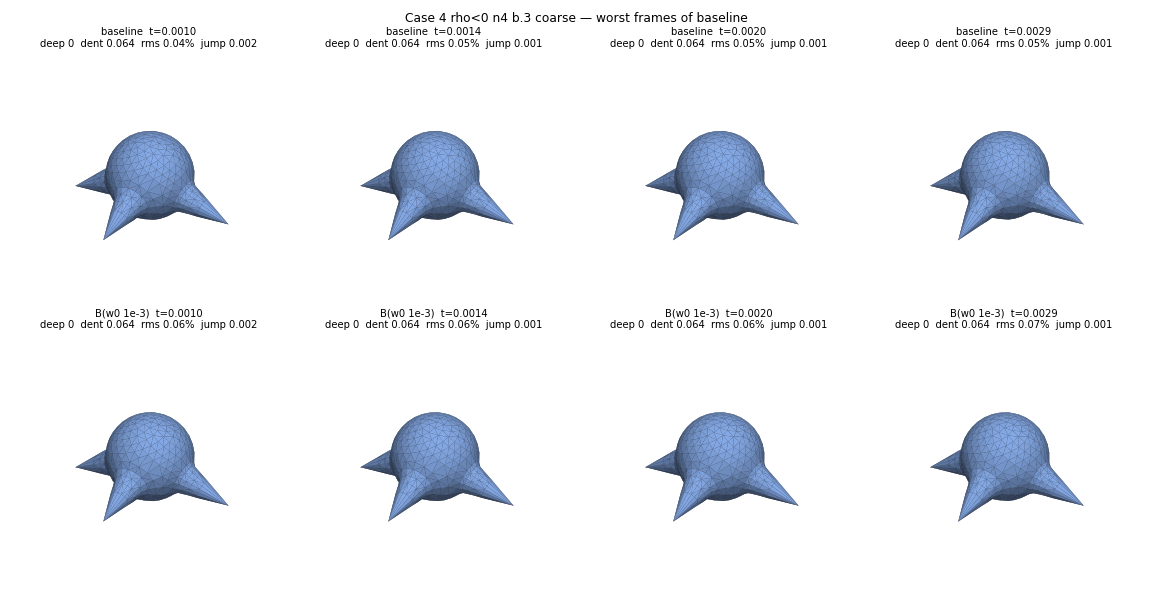 Case 4 rho<0 n4 b.3 coarse — worst frames of baseline
baseline  t=0.0010
deep 0  dent 0.064  rms 0.04%  jump 0.002
baseline  t=0.0014
deep 0  dent 0.064  rms 0.05%  jump 0.001
baseline  t=0.0020
deep 0  dent 0.064  rms 0.05%  jump 0.001
baseline  t=0.0029
deep 0  dent 0.064  rms 0.05%  jump 0.001
B(w0 1e-3)  t=0.0010
deep 0  dent 0.064  rms 0.06%  jump 0.002
B(w0 1e-3)  t=0.0014
deep 0  dent 0.064  rms 0.06%  jump 0.001
B(w0 1e-3)  t=0.0020
deep 0  dent 0.064  rms 0.06%  jump 0.001
B(w0 1e-3)  t=0.0029
deep 0  dent 0.064  rms 0.07%  jump 0.001